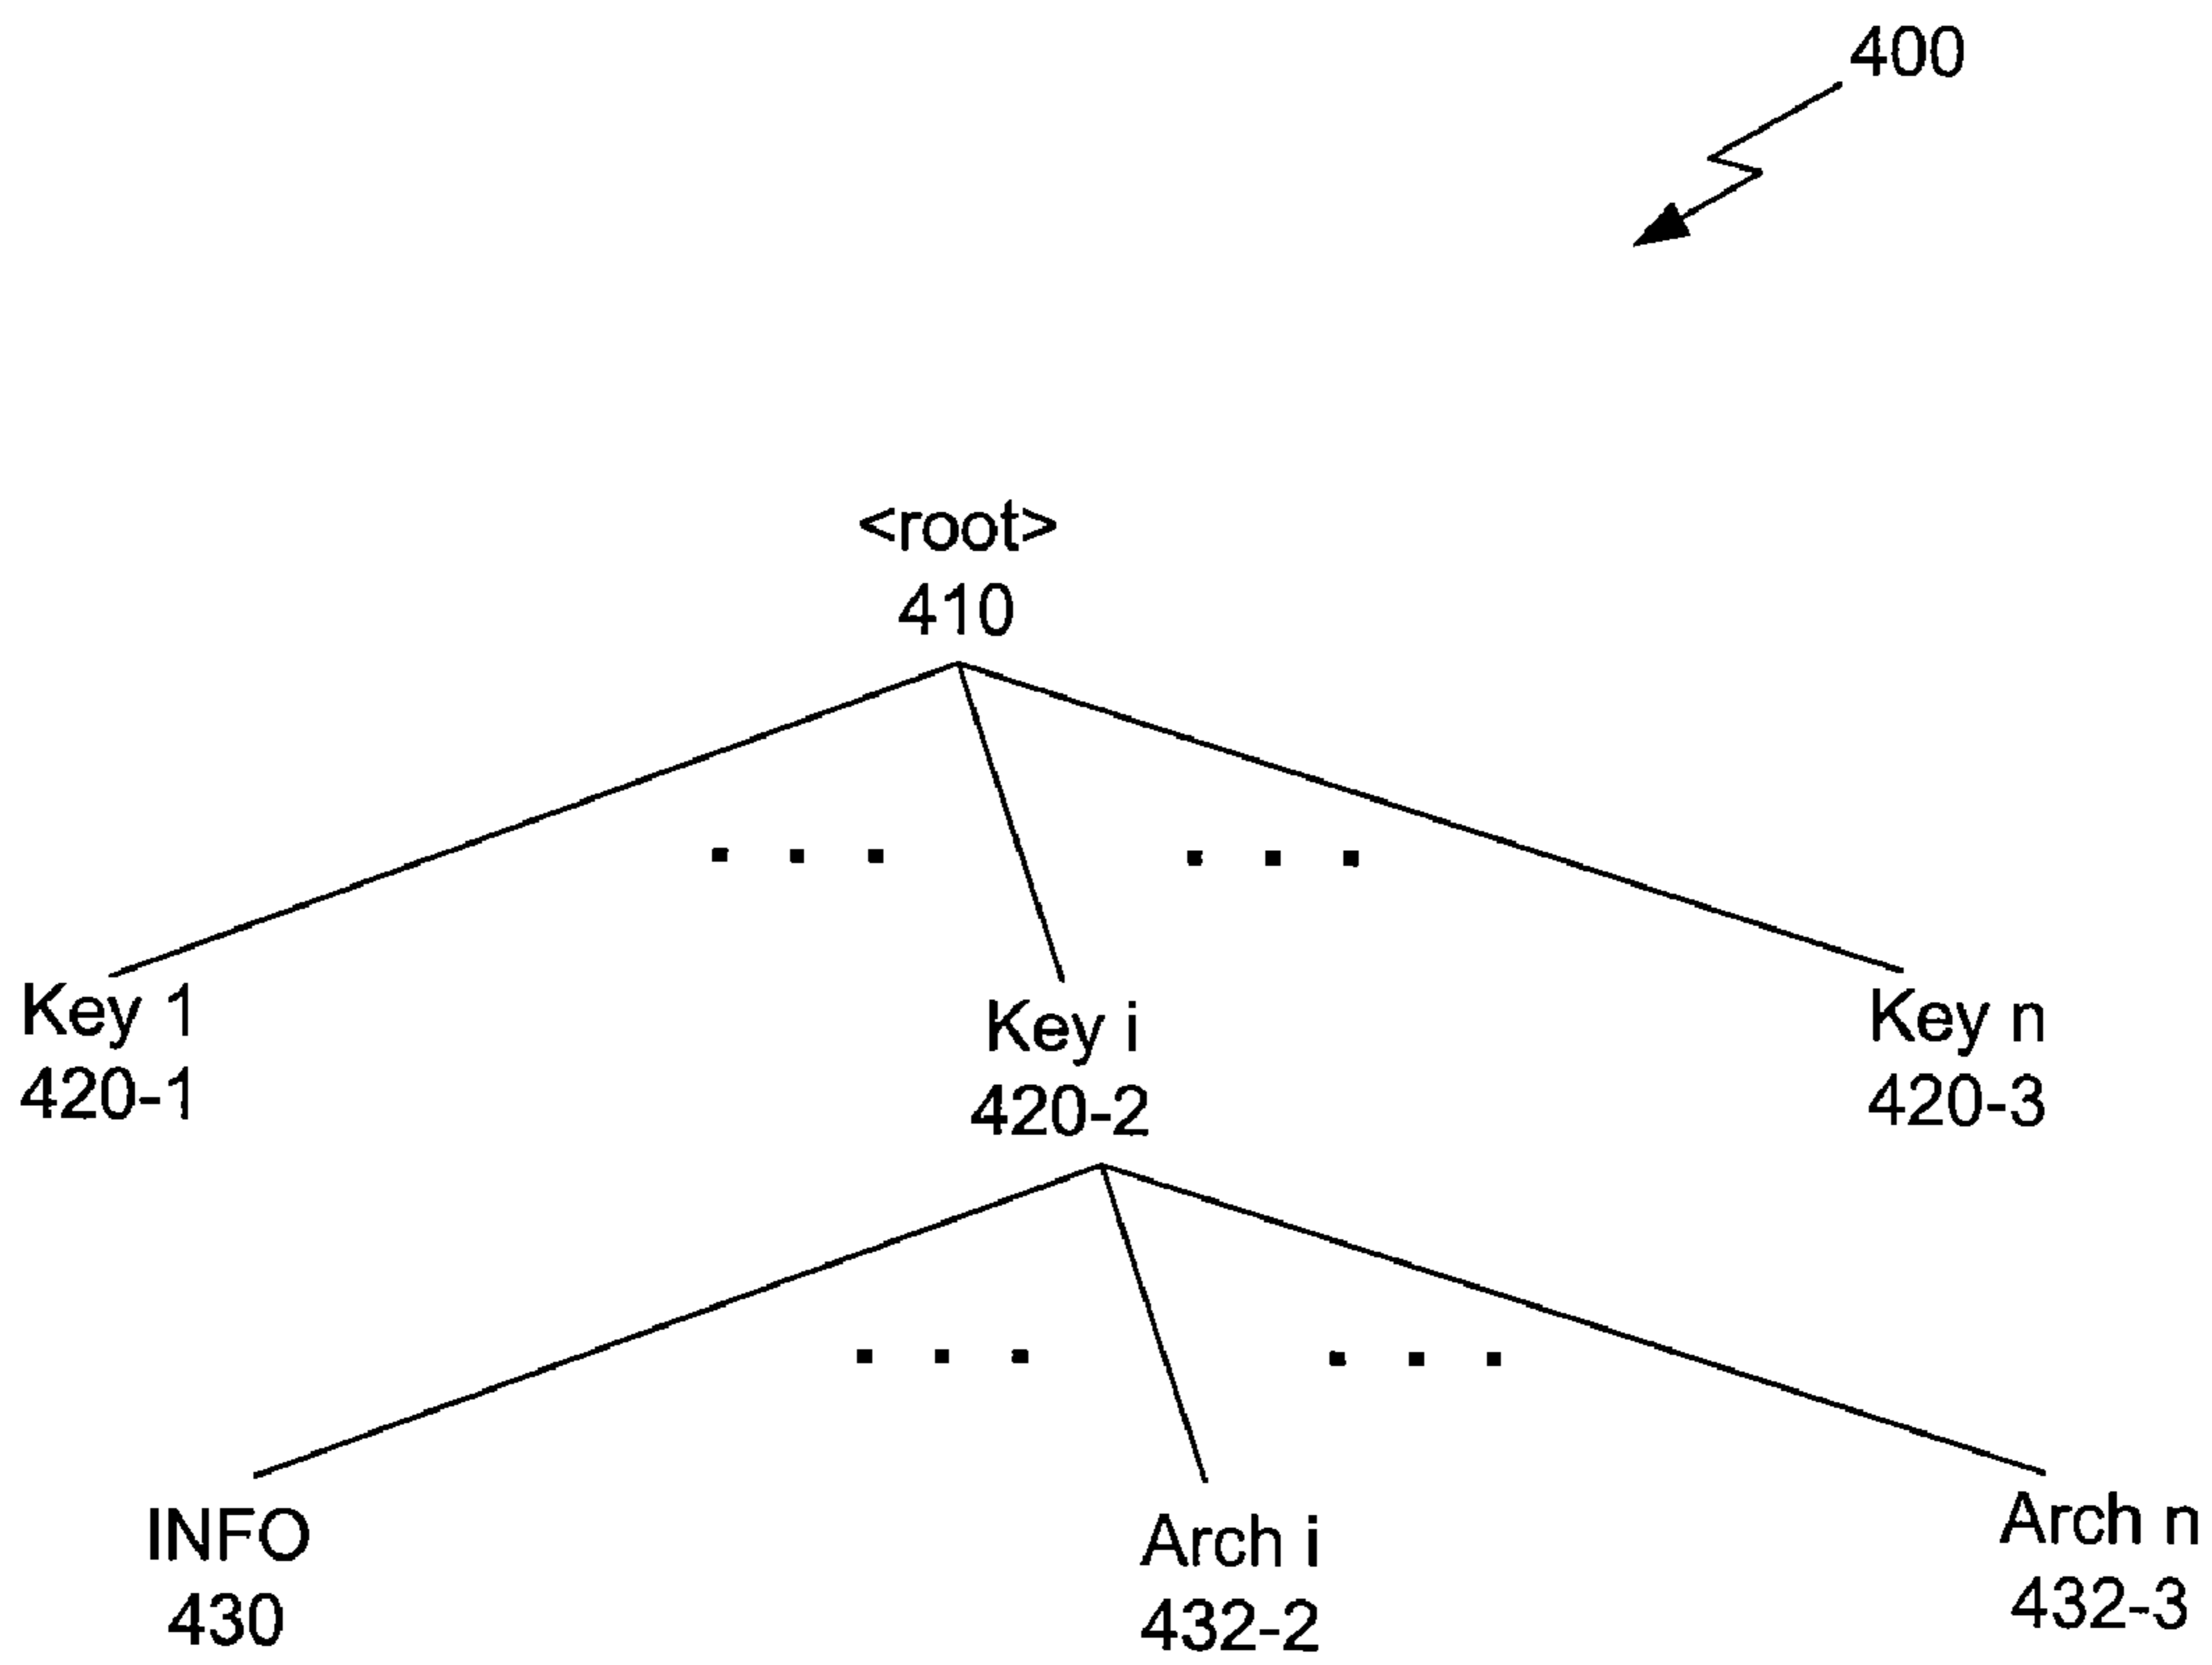 400
<root>
410
Key 1
420-1
Key i
420-2
Key n
420-3
INFO
430
Arch i
432-2
Arch n
432-3